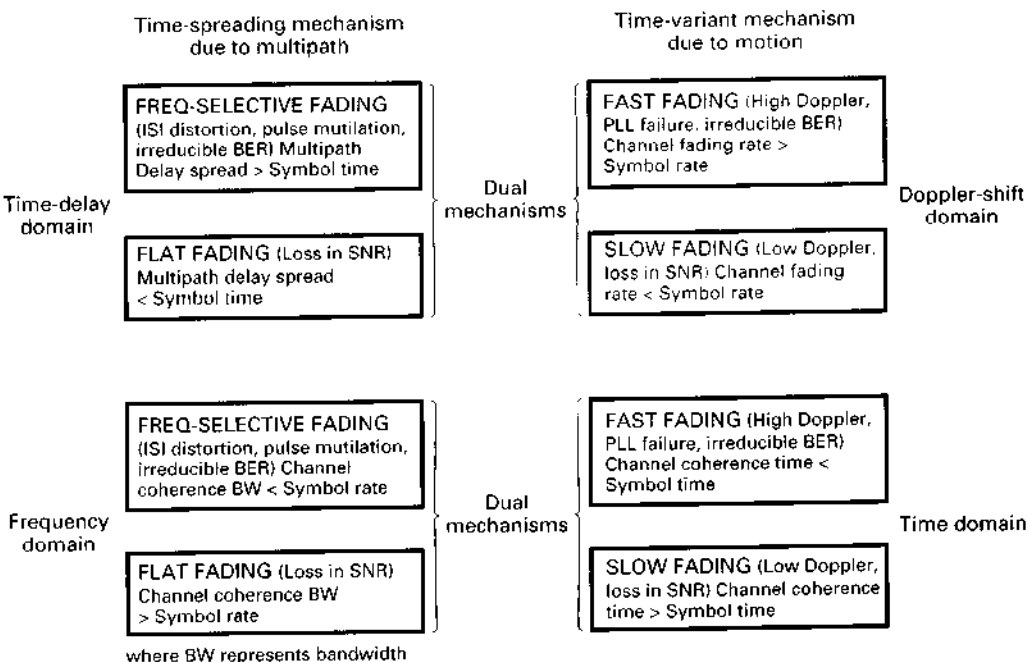 Time-spreading mechanism
due to multipath
Time-variant mechanism
due to motion
FREQ-SELECTIVE FADING
(ISI distortion, pulse mutilation,
irreducible BER) Multipath
Delay spread > Symbol time
FAST FADING (High Doppler,
PLL failure, irreducible BER)
Channel fading rate >
Symbol rate
Time-delay
domain
Dual
mechanisms
Doppler-shift
domain
FLAT FADING (Loss in SNR)
Multipath delay spread
< Symbol time
SLOW FADING (Low Doppler,
loss in SNR) Channel fading
rate < Symbol rate
FREQ-SELECTIVE FADING
(ISI distortion, pulse mutilation,
irreducible BER) Channel
coherence BW < Symbol rate
FAST FADING (High Doppler,
PLL failure, irreducible BER)
Channel coherence time <
Symbol time
Frequency
domain
Dual
mechanisms
Time domain
FLAT FADING (Loss in SNR)
Channel coherence BW
> Symbol rate
SLOW FADING (Low Doppler,
loss in SNR) Channel coherence
time > Symbol time
where BW represents bandwidth